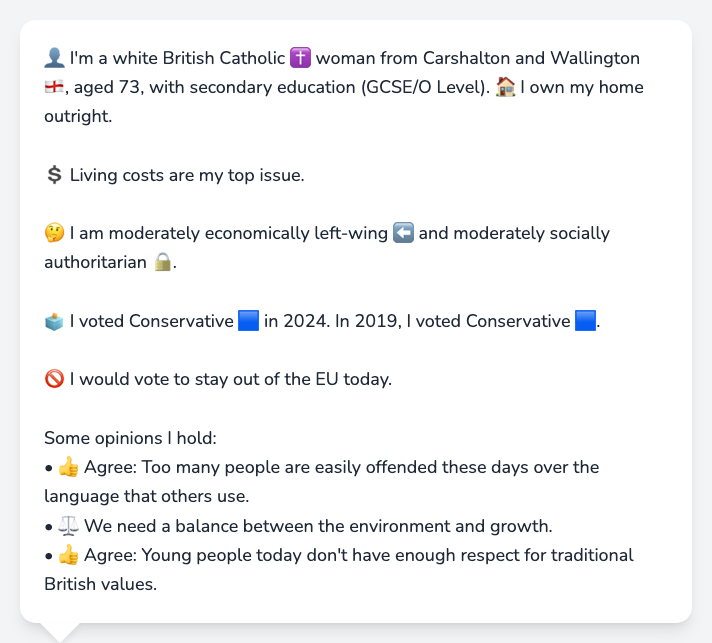 👤 I'm a white British Catholic ✝️ woman from Carshalton and Wallington
🏴󠁧󠁢󠁥󠁮󠁧󠁿, aged 73, with secondary education (GCSE/O Level). 🏠 I own my home
outright.
💲 Living costs are my top issue.
🤔 I am moderately economically left-wing ⬅️ and moderately socially
authoritarian 🔒.
🗳️ I voted Conservative 🟦 in 2024. In 2019, I voted Conservative 🟦.
🚫 I would vote to stay out of the EU today.
Some opinions I hold:
• 👍 Agree: Too many people are easily offended these days over the
language that others use.
• ⚖️ We need a balance between the environment and growth.
• 👍 Agree: Young people today don't have enough respect for traditional
British values.